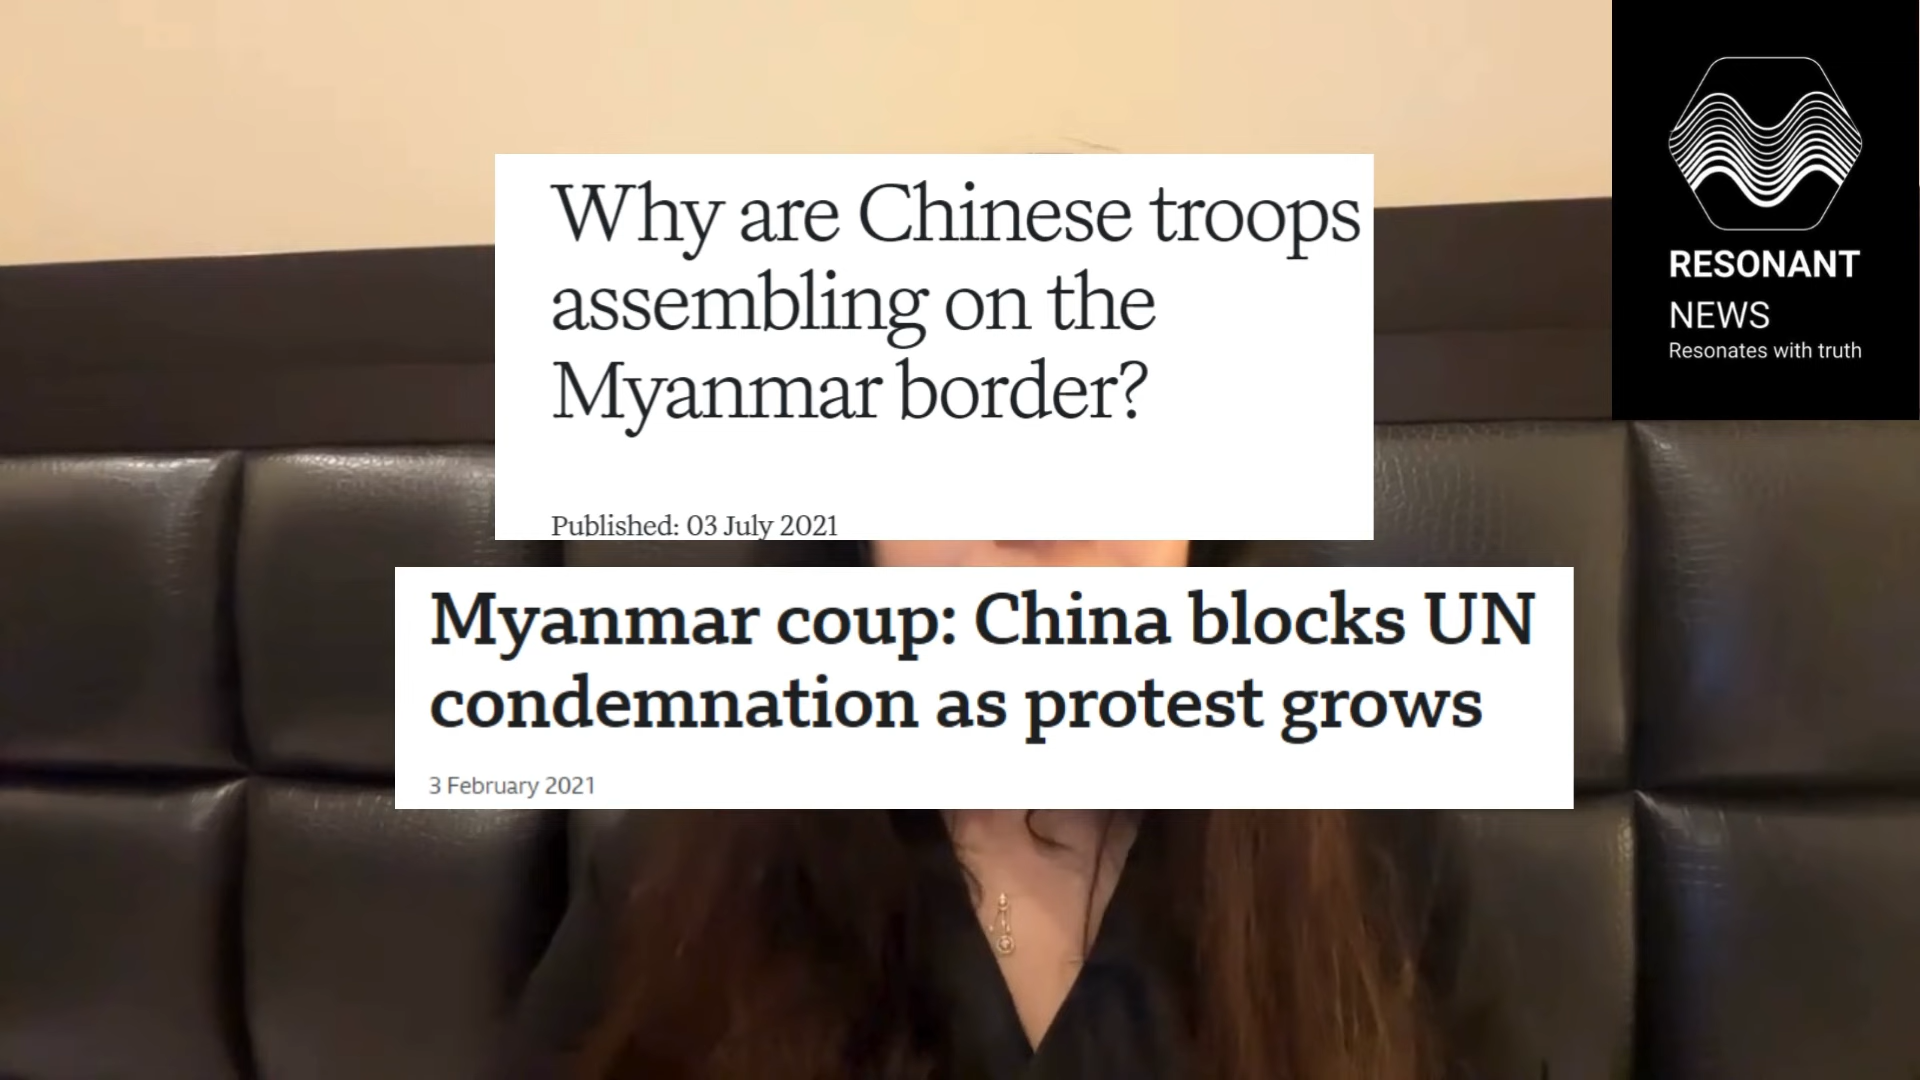 Why are Chinese troops
assembling on the
Myanmar border?
Published: 03 July 2021
Myanmar coup: China blocks UN
condemnation as protest grows
3 February 2021
RESONANT
NEWS
Resonates with truth